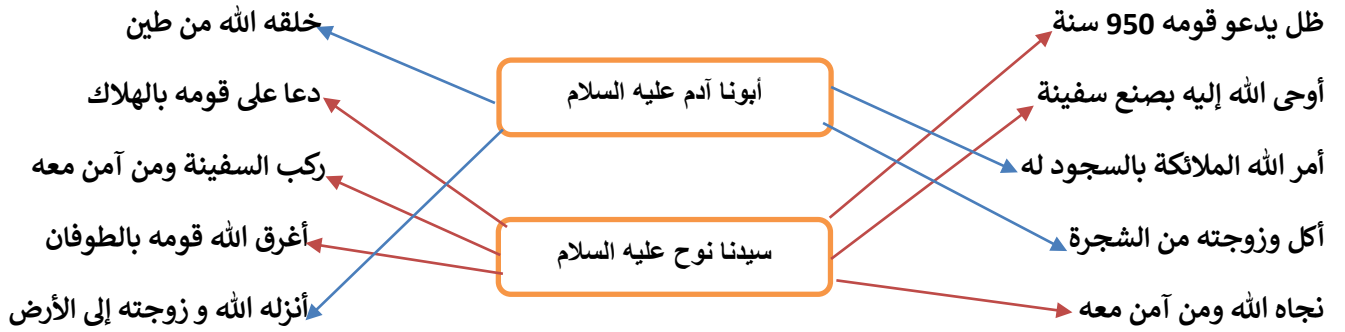 ظل يدعو قومه 950 سنة
أوحى الله إليه بصنع سفينة
أمر الله الملائكة بالسجود له
أكل وزوجته من الشجرة
نجاه الله ومن آمن معه
أبونا آدم عليه السلام
سيدنا نوح عليه السلام
خلقه الله من طين
دعا على قومه بالهلاك
ركب السفينة ومن آمن معه
أغرق الله قومه بالطوفان
أنزله الله و زوجته إلى الأرض